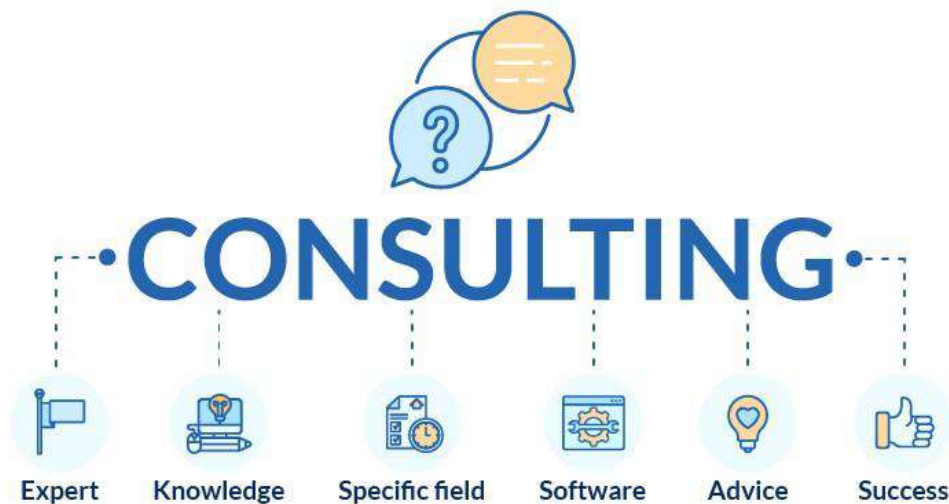 CONSULTING
Expert
Knowledge
Specific field
Software
Advice
Success